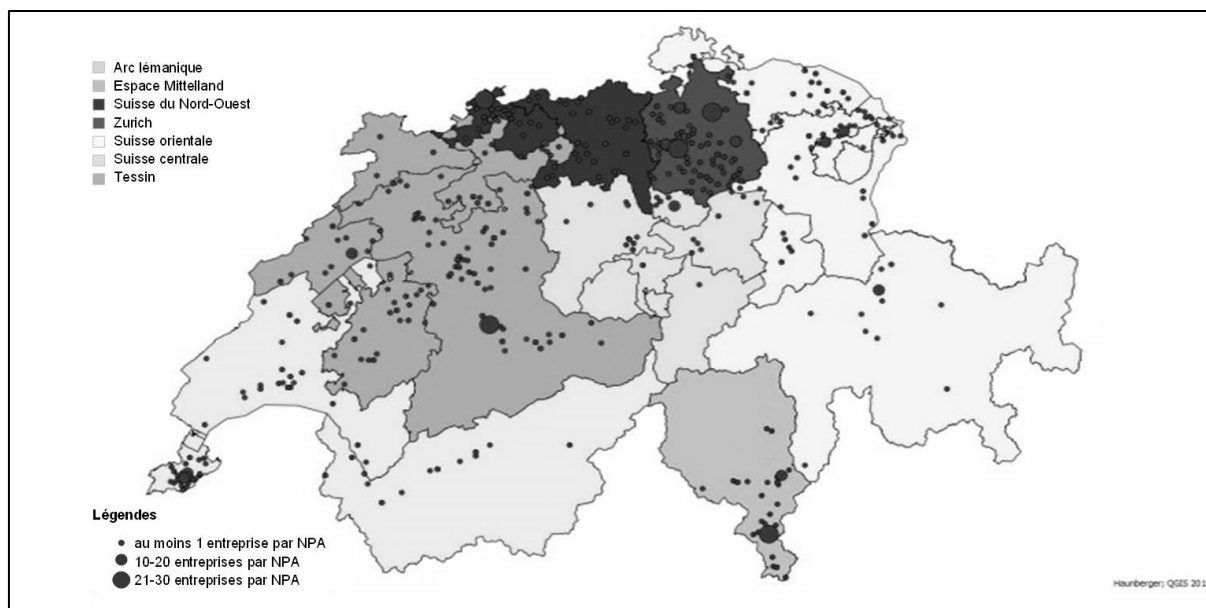 Arc lémanique
Espace Mittelland
Suisse du Nord-Ouest
Zurich
Suisse orientale
Suisse centrale
Tessin
Légendes
au moins 1 entreprise par NPA
10-20 entreprises par NPA
21-30 entreprises par NPA
Haunberger; QGIS 201